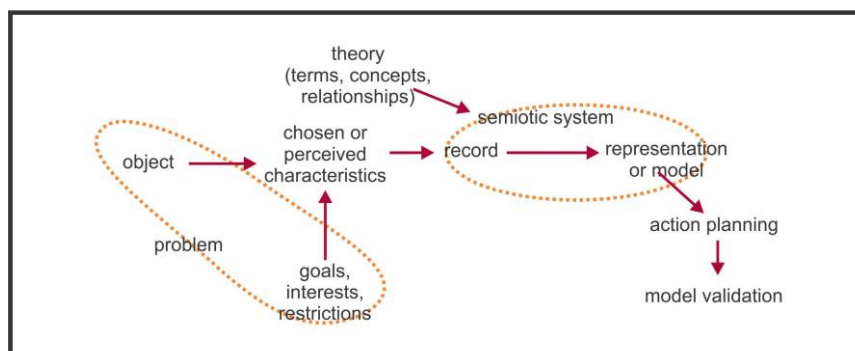 theory
(terms, concepts,
relationships)
semiotic system
object
chosen or
perceived
characteristics
record
representation
or model
problem
goals,
interests,
restrictions
action planning
model validation